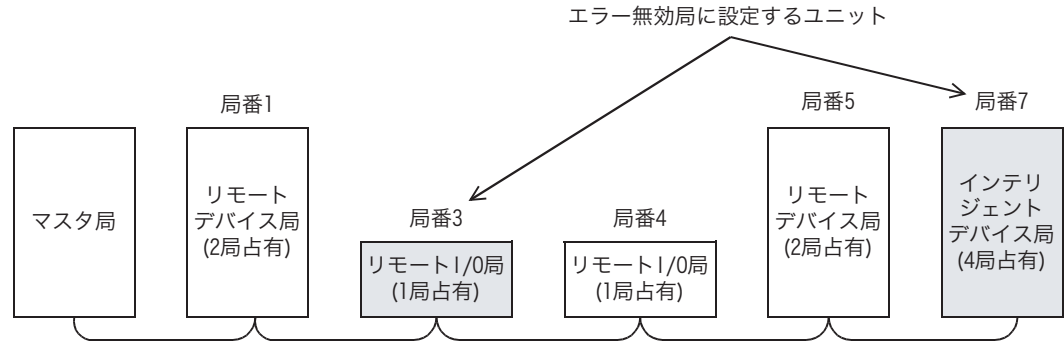 エラー無効局に設定するユニット
局番1
局番5
局番7
マスタ局
リモート
デバイス局
(2局占有)
局番3
リモートI/O局
(1局占有)
局番4
リモートI/O局
(1局占有)
リモート
デバイス局
(2局占有)
インテリ
ジェント
デバイス局
(4局占有)